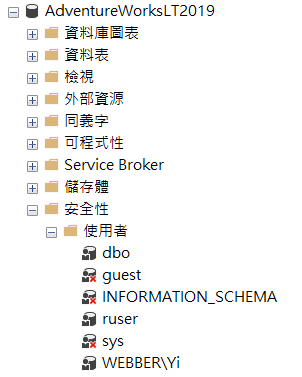 AdventureWorksLT2019
資料庫圖表
資料表
檢視
外部資源
同義字
可程式性
Service Broker
儲存體
安全性
使用者
dbo
guest
INFORMATION_SCHEMA
ruser
sys
WEBBER\Yi